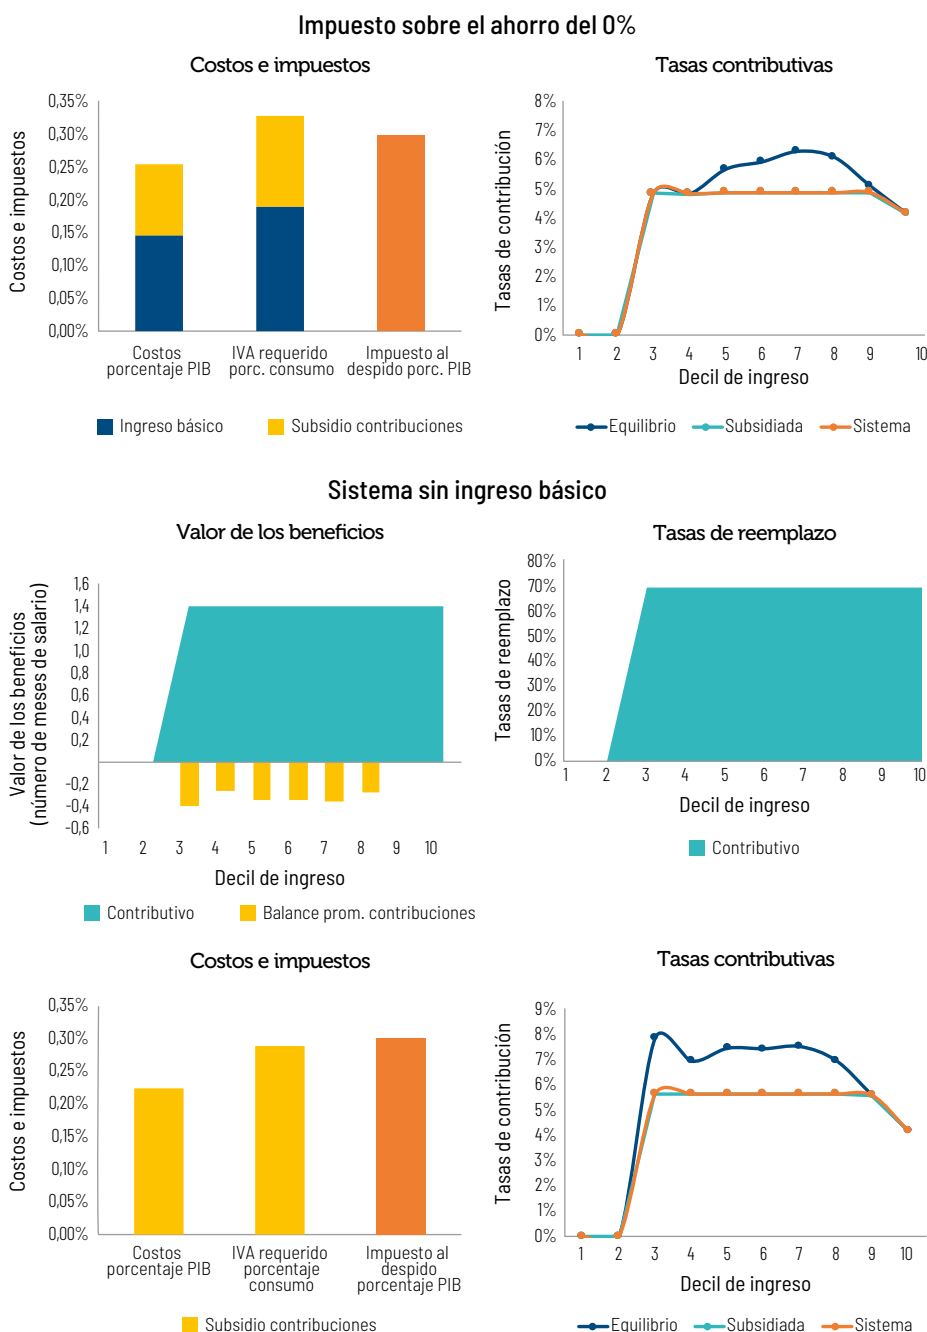 Impuesto sobre el ahorro del 0%
Costos e impuestos
Costos e impuestos
0,35%
0,30%
0,25%
0,20%
0,15%
0,10%
0,05%
0,00%
Costos
porcentaje PIB
IVA requerido
porc. consumo
Impuesto al
despido porc. PIB
Ingreso básico
Subsidio contribuciones
Tasas contributivas
Tasas de contribución
8%
7%
6%
5%
4%
3%
2%
1%
0%
1 2 3 4 5 6 7 8 9 10
Decil de ingreso
Equilibrio
Subsidiada
Sistema
Sistema sin ingreso básico
Valor de los beneficios
Valor de los beneficios
(número de meses de salario)
1,6
1,4
1,2
1,0
0,8
0,6
0,4
0,2
-0,2
-0,4
-0,6
1 2 3 4 5 6 7 8 9 10
Decil de ingreso
Contributivo
Balance prom. contribuciones
Tasas de reemplazo
Tasas de reemplazo
80%
70%
60%
50%
40%
30%
20%
10%
0%
1 2 3 4 5 6 7 8 9 10
Decil de ingreso
Contributivo
Costos e impuestos
Costos e impuestos
0,35%
0,30%
0,25%
0,20%
0,15%
0,10%
0,05%
0,00%
Costos
porcentaje PIB
IVA requerido
porcentaje
consumo
Impuesto al
despido
porcentaje PIB
Subsidio contribuciones
Tasas contributivas
Tasas de contribución
9%
8%
7%
6%
5%
4%
3%
2%
1%
0%
1 2 3 4 5 6 7 8 9 10
Decil de ingreso
Equilibrio
Subsidiada
Sistema